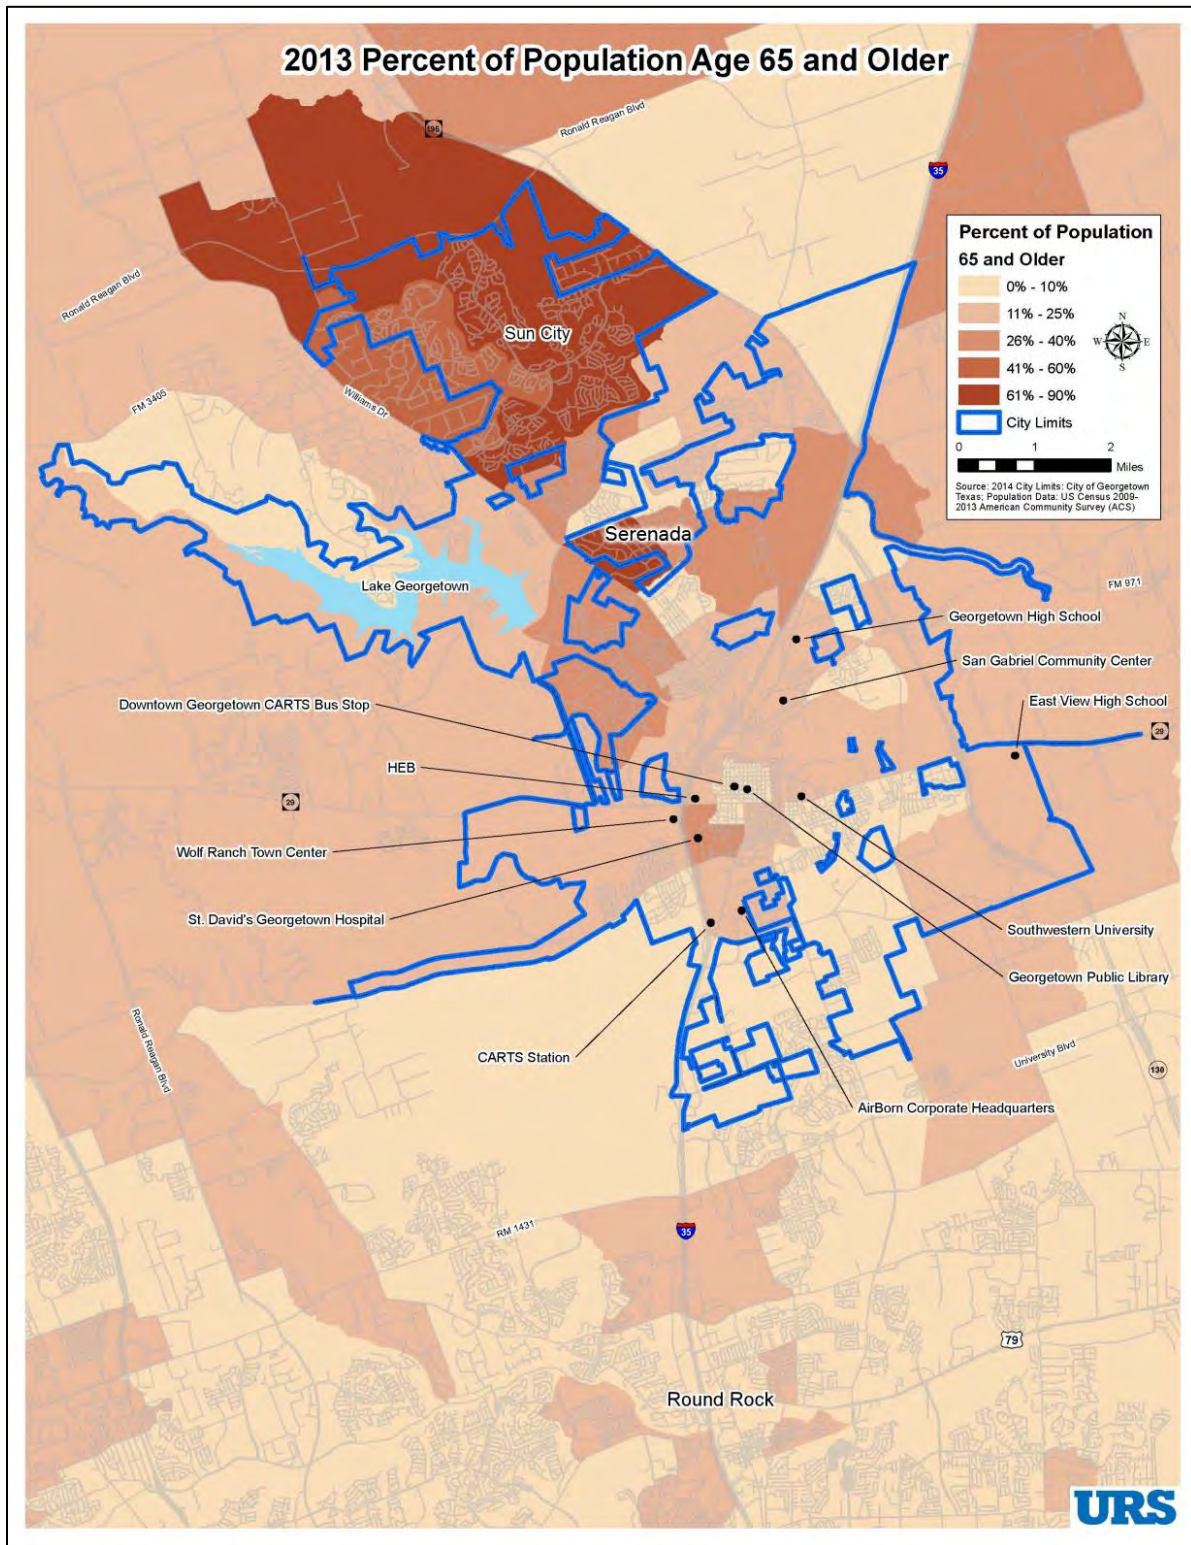 2013 Percent of Population Age 65 and Older
195
Ronald Reagan Blvd
35
Percent of Population
65 and Older
0% - 10%
11% - 25%
26% - 40%
41% - 60%
61% - 90%
City Limits
N
W E
S
0 1 2
Miles
Source: 2014 City Limits: City of Georgetown
Texas; Population Data: US Census 2009-
2013 American Community Survey (ACS)
Ronald Reagan Blvd
Sun City
FM 3405
Williams Dr
Serenada
Lake Georgetown
FM 971
Georgetown High School
San Gabriel Community Center
East View High School
29
Downtown Georgetown CARTS Bus Stop
HEB
29
Wolf Ranch Town Center
St. David's Georgetown Hospital
Southwestern University
Georgetown Public Library
Ronald Reagan Blvd
CARTS Station
University Blvd
130
AirBorn Corporate Headquarters
RM 1431
35
79
Round Rock
URS